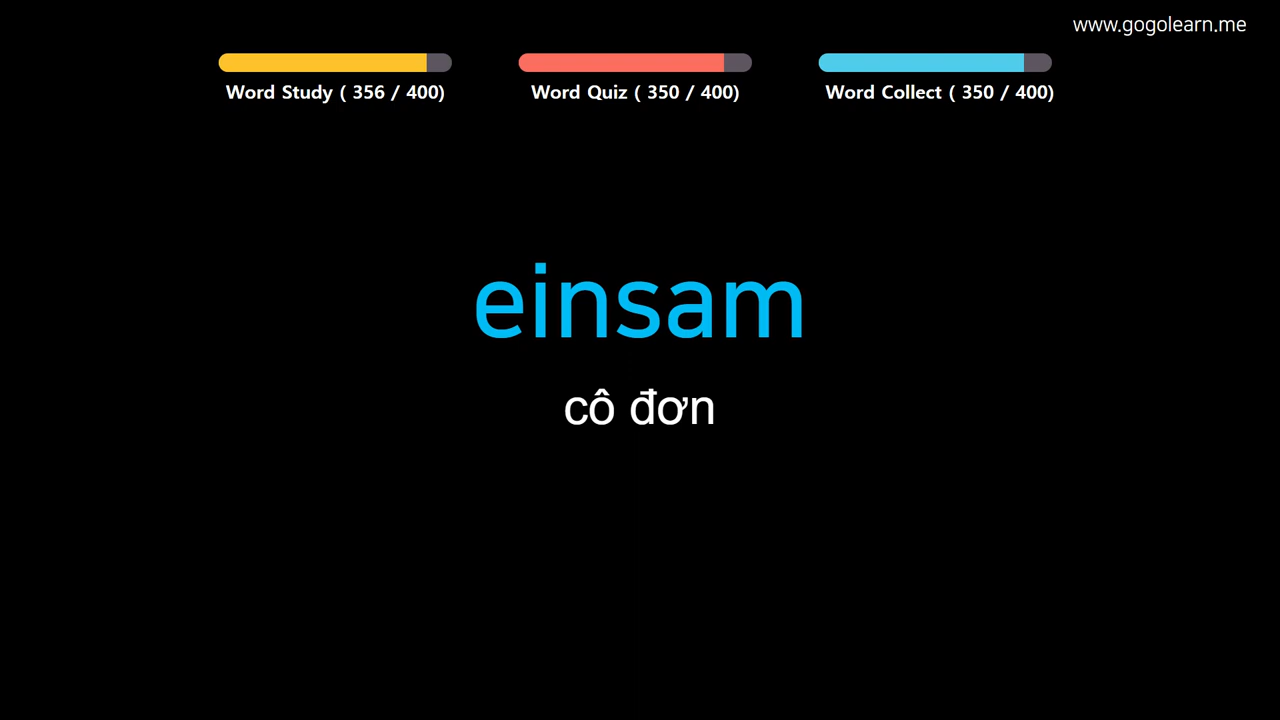 www.gogolearn.me
Word Study ( 356 / 400)
Word Quiz ( 350 / 400)
Word Collect ( 350 / 400)
einsam
cô đơn